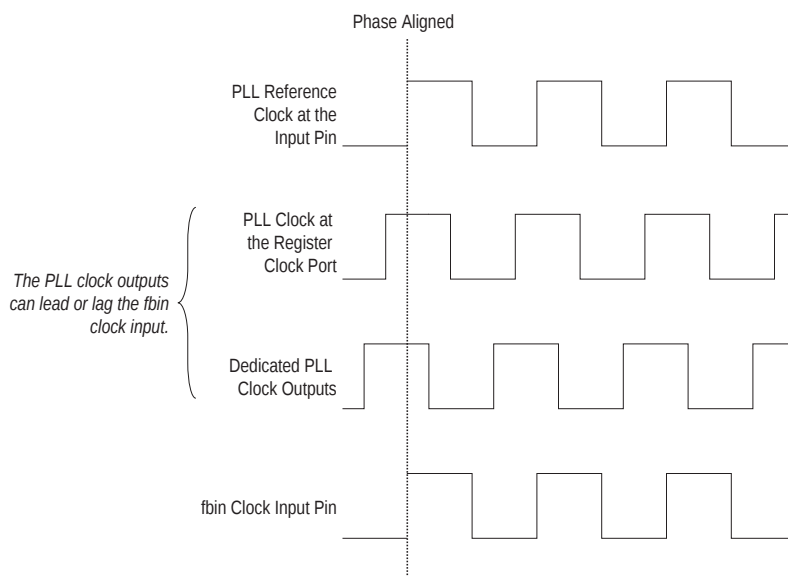 Phase Aligned
PLL Reference
Clock at the
Input Pin
PLL Clock at
the Register
Clock Port
The PLL clock outputs
can lead or lag the fbin
clock input.
Dedicated PLL
Clock Outputs
fbin Clock Input Pin